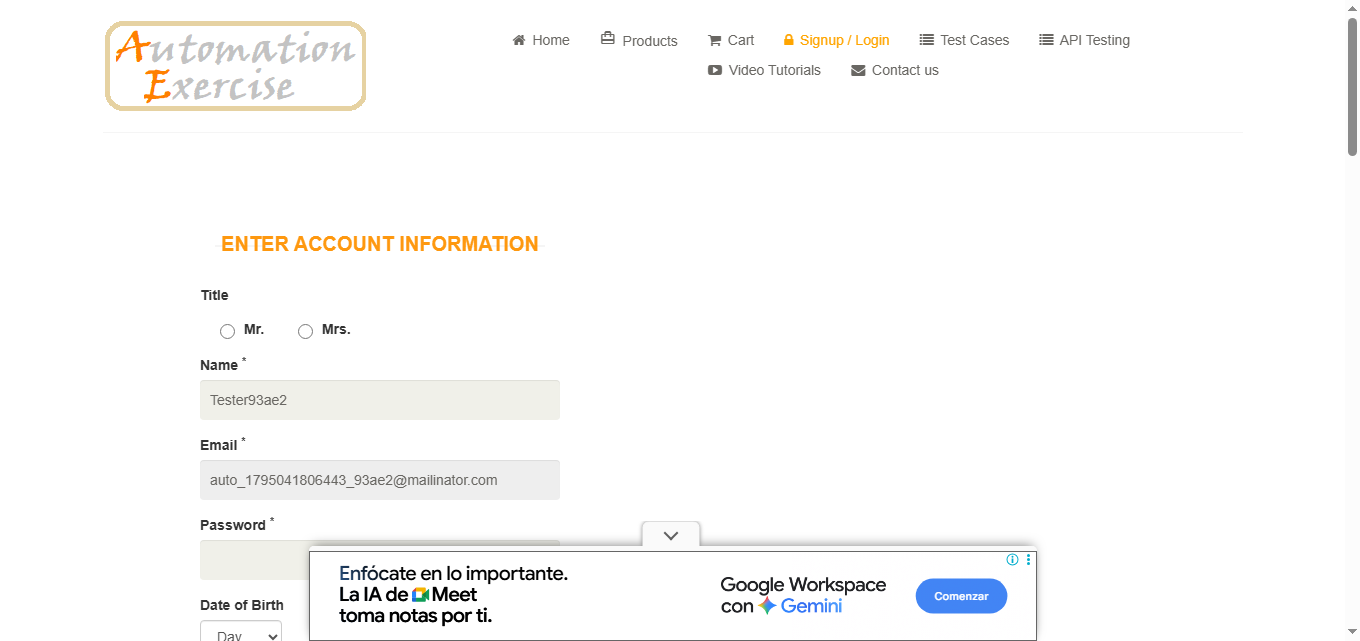 Automation
Exercise
Home
Products
Cart
Signup / Login
Test Cases
API Testing
Video Tutorials
Contact us
ENTER ACCOUNT INFORMATION
Title
Mr.
Mrs.
Name *
Tester93ae2
Email *
auto_1795041806443_93ae2@mailinator.com
Password *
Enfócate en lo importante.
La IA de Meet
toma notas por ti.
Google Workspace
con Gemini
Comenzar
Date of Birth
Day